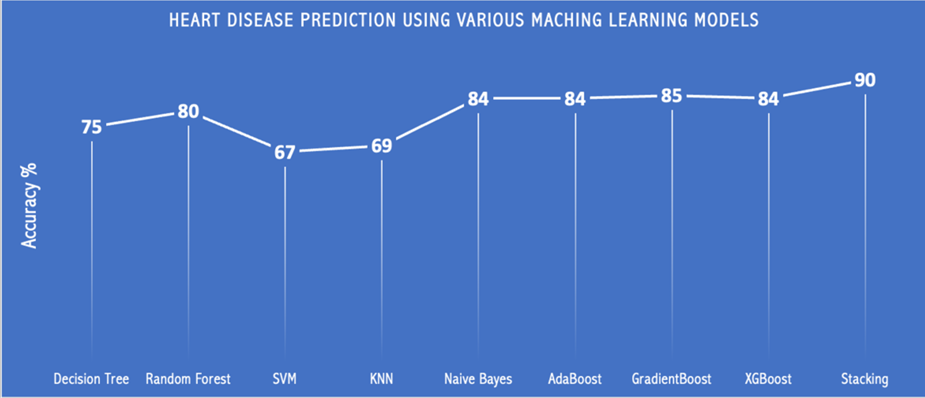 HEART DISEASE PREDICTION USING VARIOUS MACHING LEARNING MODELS
Accuracy %
75 80 67 69 84 84 85 84 90
Decision Tree Random Forest SVM KNN Naive Bayes AdaBoost GradientBoost XGBoost Stacking